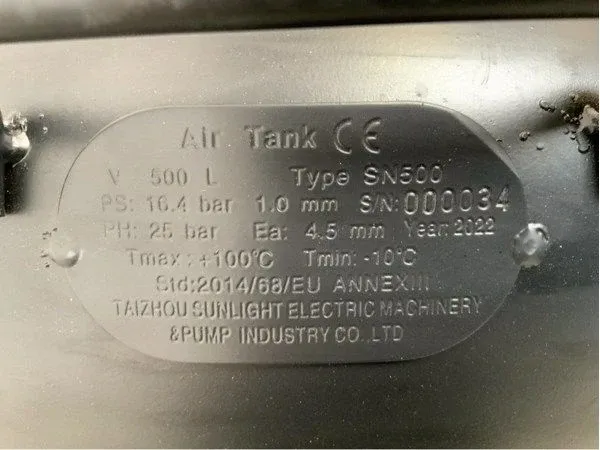 Air Tank CE
V 500 L Type SN500
PS: 16.4 bar 1.0 mm S/N: 000034
PH: 25 bar Ea: 4.5 mm Year: 2022
Tmax: +100°C Tmin: -10°C
Std:2014/68/EU ANNEXIII
TAIZHOU SUNLIGHT ELECTRIC MACHINERY
&PUMP INDUSTRY CO.,LTD